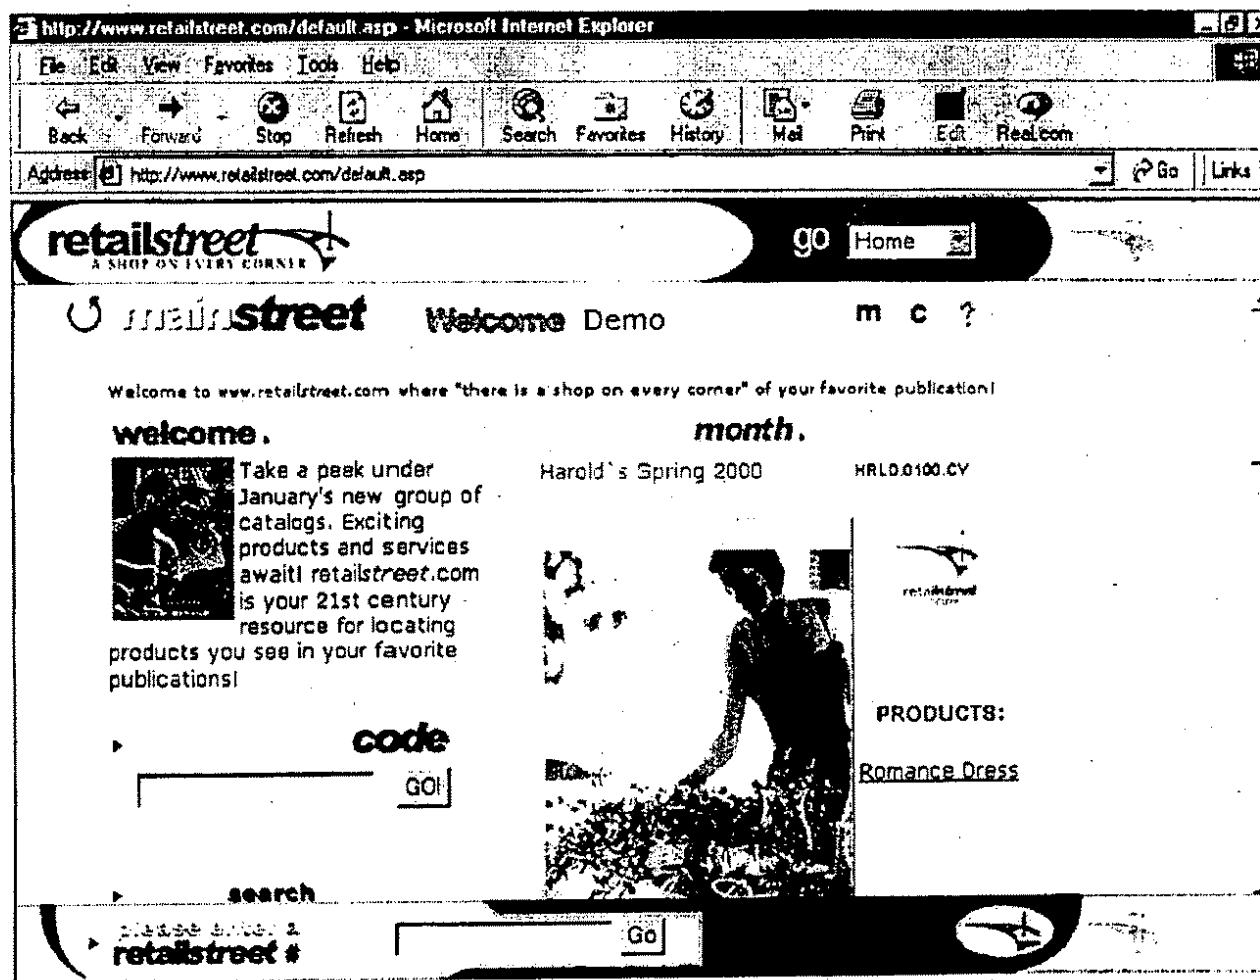 http://www.retailstreet.com/default.asp - Microsoft Internet Explorer
File Edit View Favorites Tools Help
Back Forward Stop Refresh Home Search Favorites History Mail Print Edit Real.com
Address http://www.retailstreet.com/default.asp Go Links
retailstreet
A SHOP ON EVERY CORNER
go Home
mainstreet Welcome Demo m c ?
Welcome to www.retailstreet.com where "there is a shop on every corner" of your favorite publication!
welcome.
month.
Take a peek under
January's new group of
catalogs. Exciting
products and services
await! retailstreet.com
is your 21st century
resource for locating
products you see in your favorite
publications!
Harold`s Spring 2000 HRLD.0100.CV
retailstreet
PRODUCTS:
Romance Dress
code
GO!
search
please enter a
retailstreet #
Go